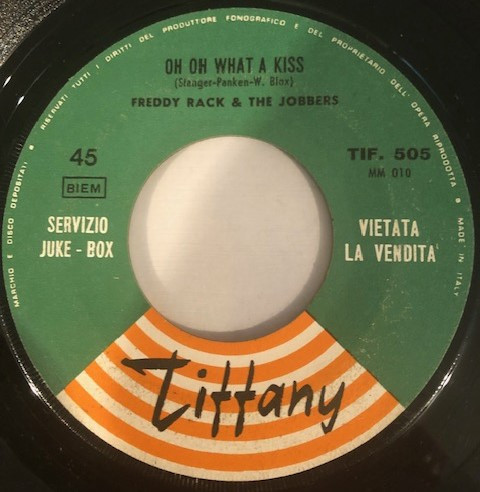 RISERVATI TUTTI I DIRITTI DEL PRODUTTORE FONOGRAFICO E DEL PROPRIETARIO DELL'OPERA RIPRODOTTA
OH OH WHAT A KISS
(Stanger-Panken-W. Blox)
FREDDY RACK & THE JOBBERS
45
TIF. 505
BIEM
MM 010
SERVIZIO
JUKE - BOX
VIETATA
LA VENDITA'
MARCHIO E DISCO DEPOSITATI
MADE IN ITALY
Tiffany